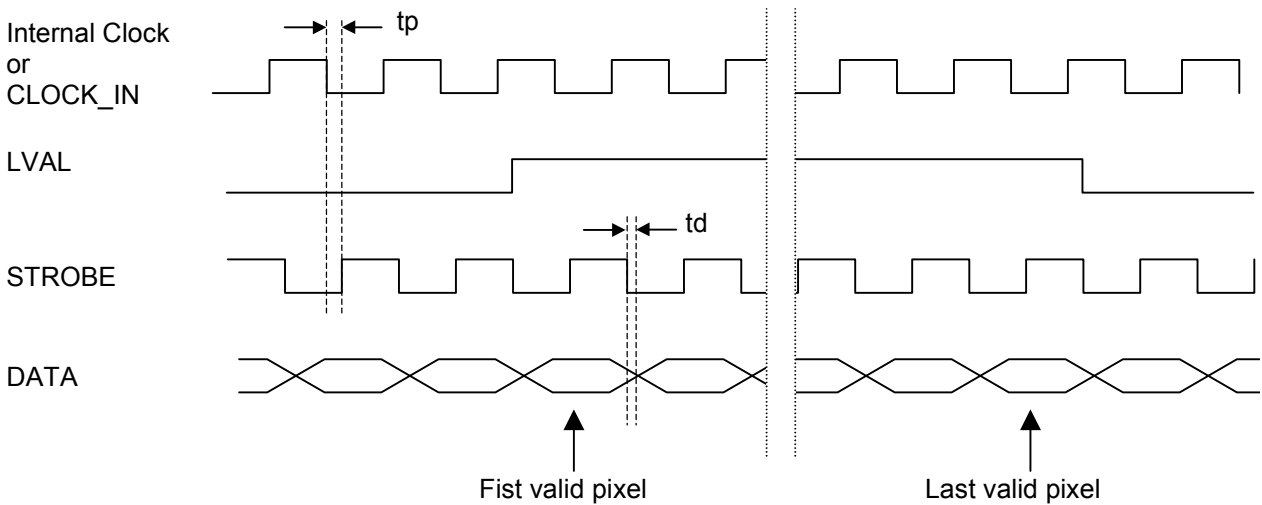 tp
Internal Clock
or
CLOCK_IN
LVAL
td
STROBE
DATA
Fist valid pixel
Last valid pixel